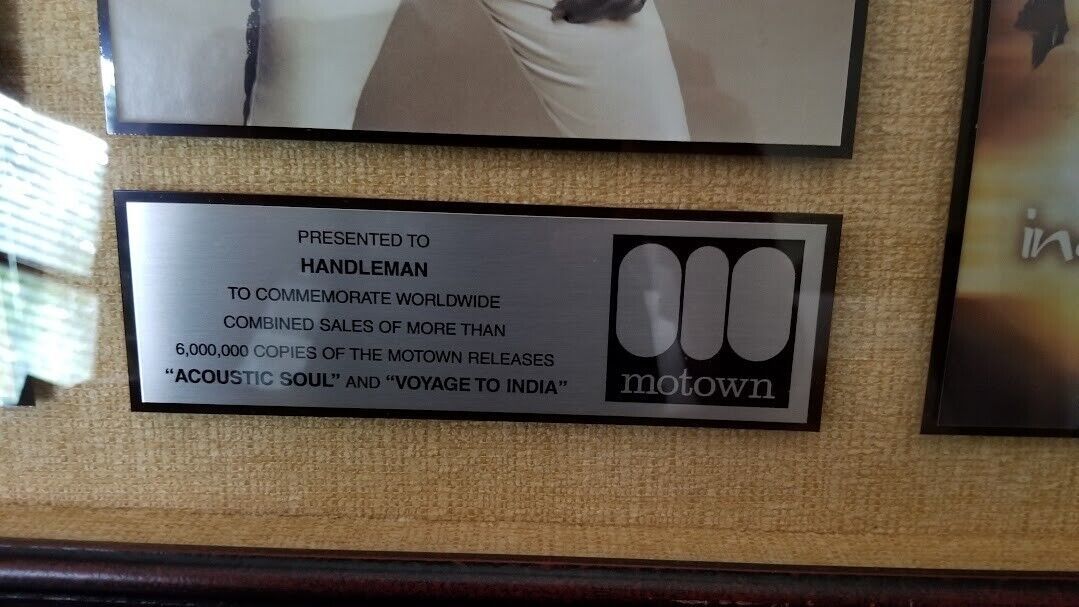 PRESENTED TO
HANDLEMAN
TO COMMEMORATE WORLDWIDE
COMBINED SALES OF MORE THAN
6,000,000 COPIES OF THE MOTOWN RELEASES
“ACOUSTIC SOUL” AND “VOYAGE TO INDIA”
motown
in